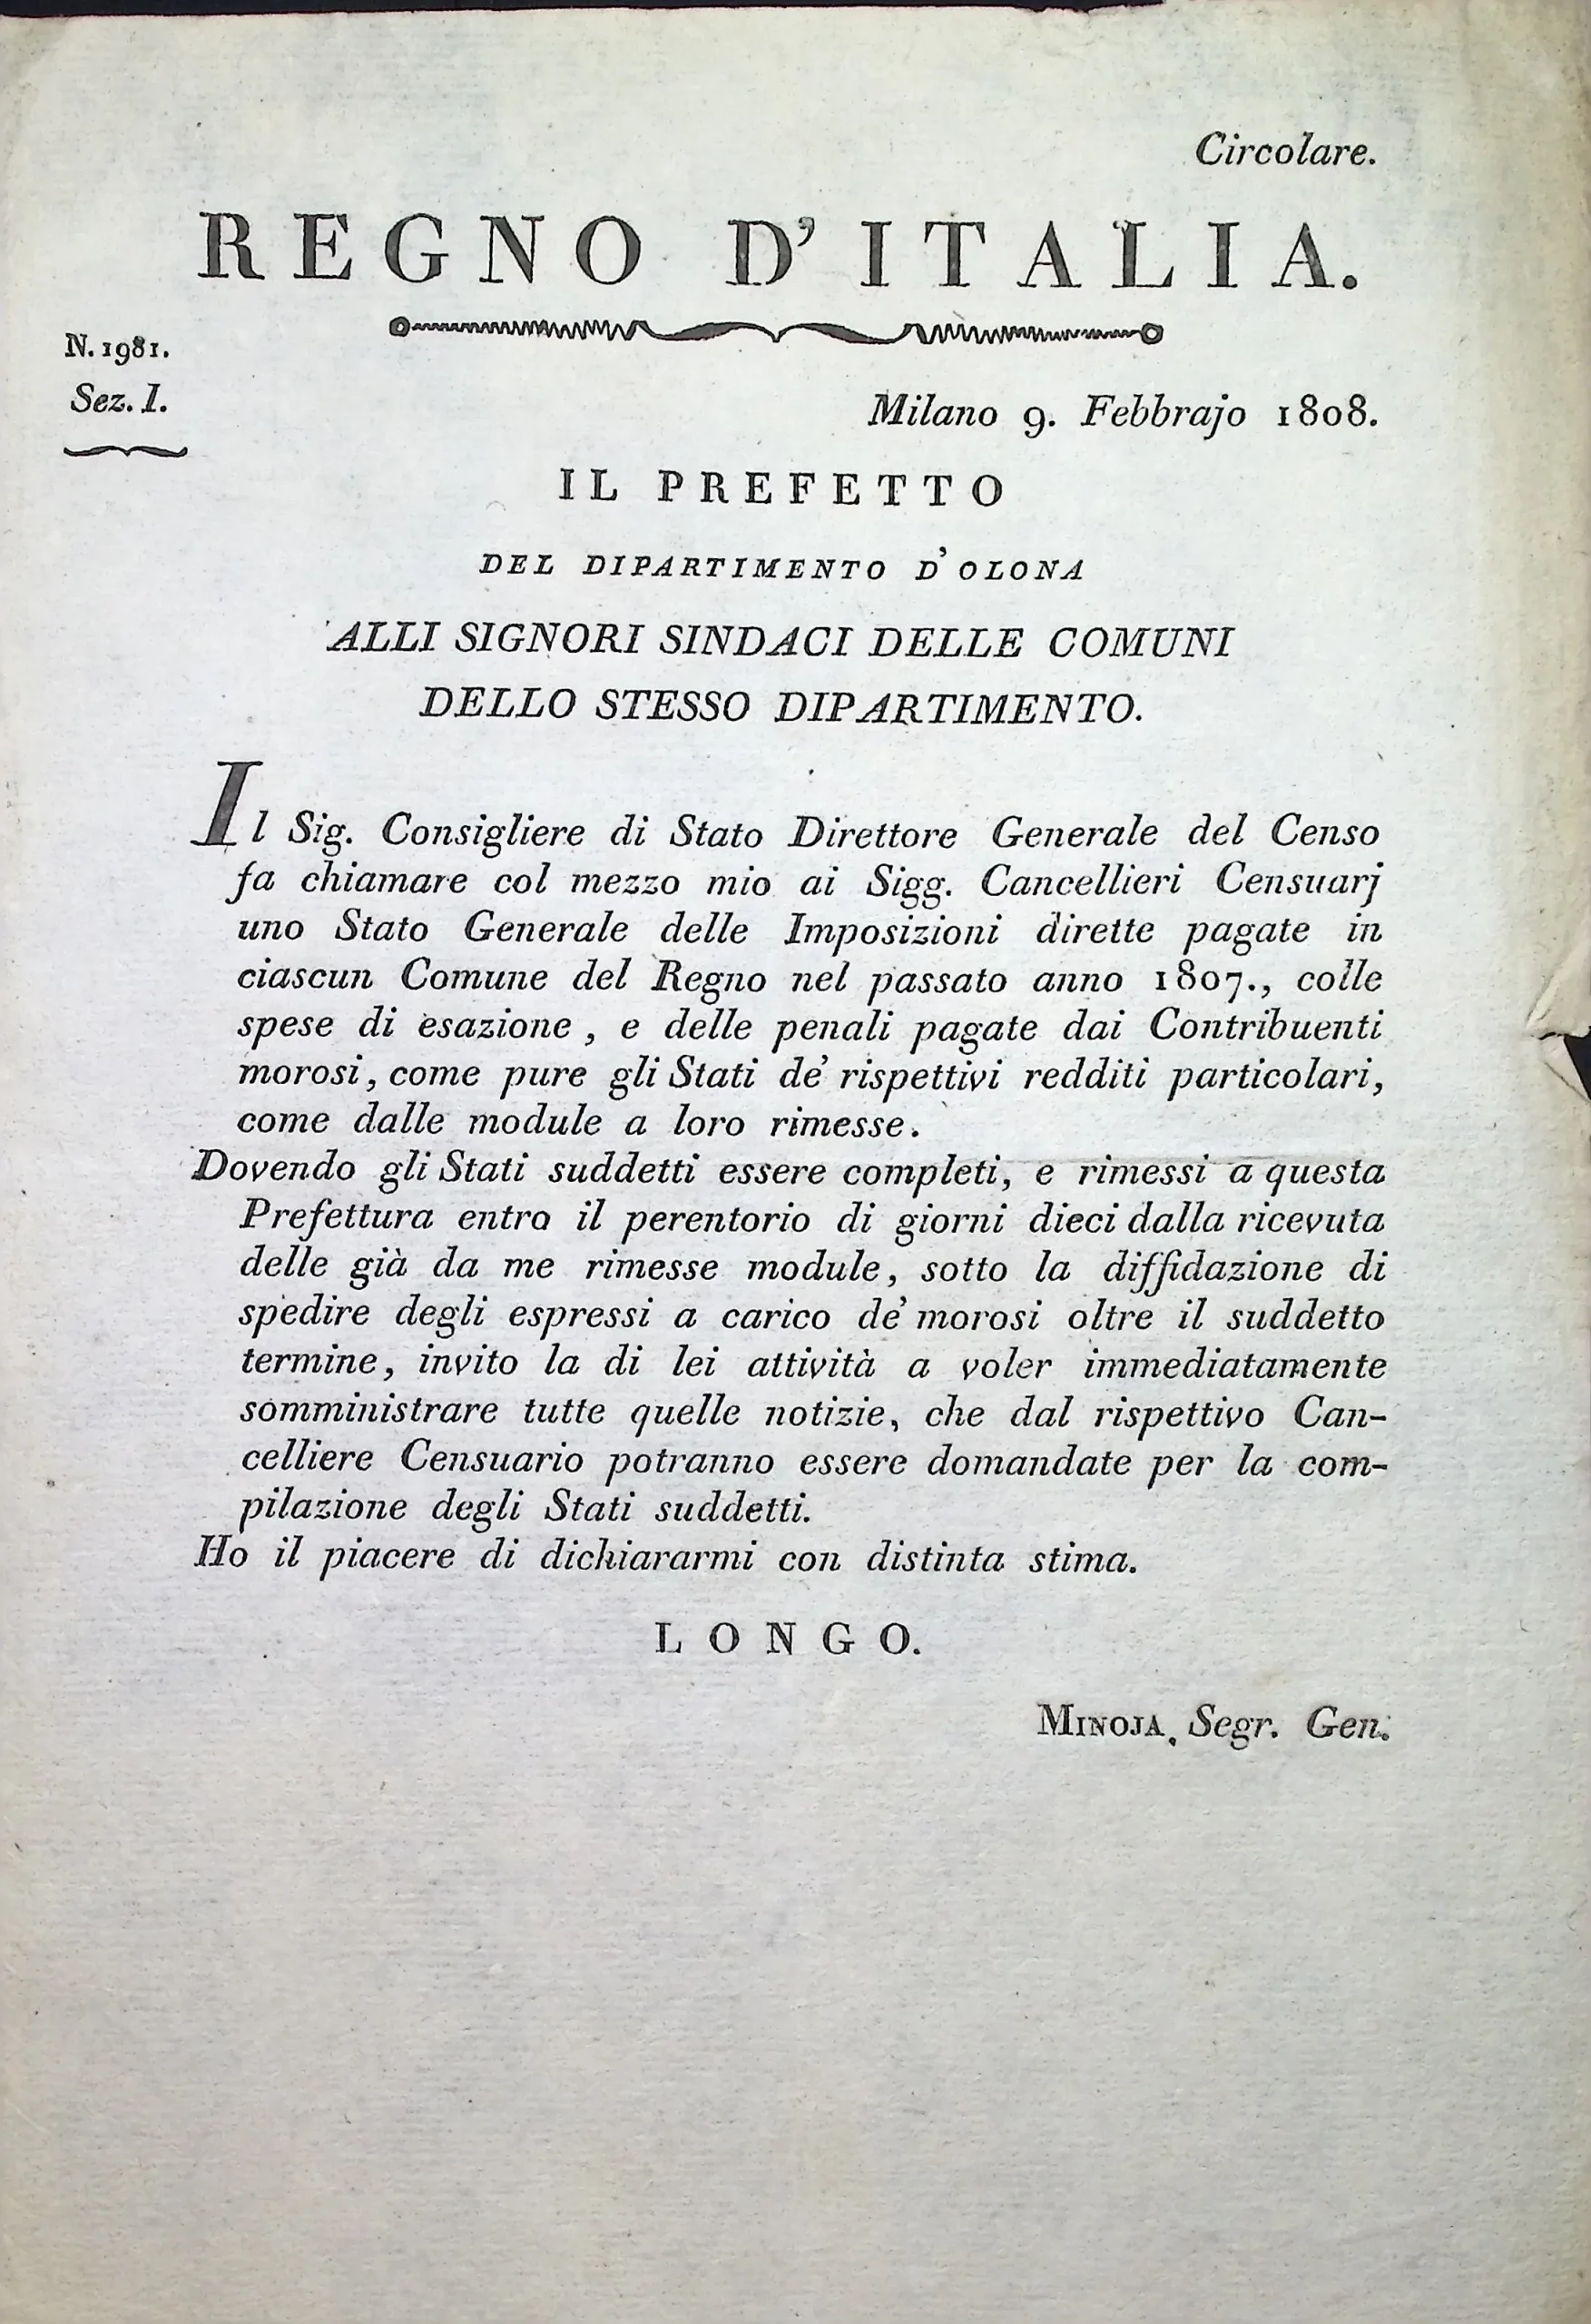 Circolare.
REGNO D'ITALIA.
N. 1981.
Sez. I.
Milano 9. Febbrajo 1808.
IL PREFETTO
DEL DIPARTIMENTO D'OLONA
ALLI SIGNORI SINDACI DELLE COMUNI
DELLO STESSO DIPARTIMENTO.
Il Sig. Consigliere di Stato Direttore Generale del Censo
fa chiamare col mezzo mio ai Sigg. Cancellieri Censuarj
uno Stato Generale delle Imposizioni dirette pagate in
ciascun Comune del Regno nel passato anno 1807., colle
spese di esazione, e delle penali pagate dai Contribuenti
morosi, come pure gli Stati de' rispettivi redditi particolari,
come dalle module a loro rimesse.
Dovendo gli Stati suddetti essere completi, e rimessi a questa
Prefettura entro il perentorio di giorni dieci dalla ricevuta
delle già da me rimesse module, sotto la diffidazione di
spedire degli espressi a carico de' morosi oltre il suddetto
termine, invito la di lei attività a voler immediatamente
somministrare tutte quelle notizie, che dal rispettivo Can-
celliere Censuario potranno essere domandate per la com-
pilazione degli Stati suddetti.
Ho il piacere di dichiararmi con distinta stima.
LONGO.
MINOJA, Segr. Gen.